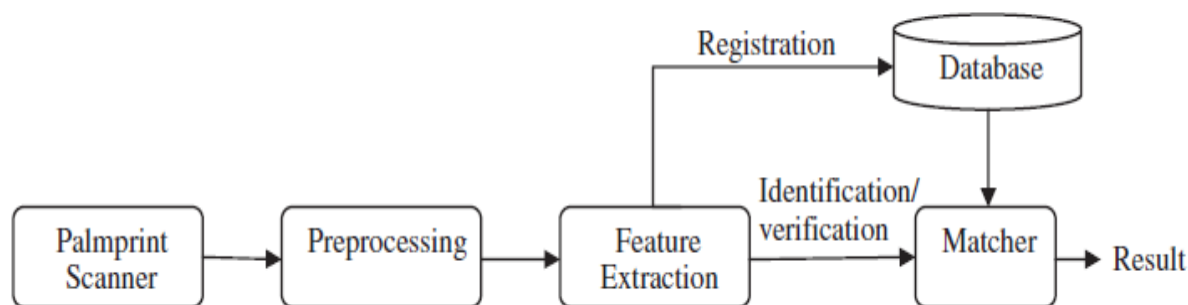 Registration
Database
Identification/
verification
Palmprint
Scanner
Preprocessing
Feature
Extraction
Matcher
Result